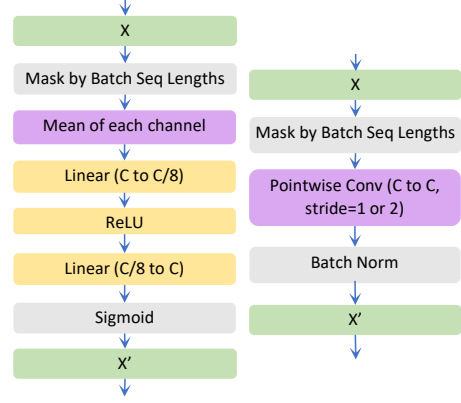 X
Mask by Batch Seq Lengths
Mean of each channel
Linear (C to C/8)
ReLU
Linear (C/8 to C)
Sigmoid
X’
X
Mask by Batch Seq Lengths
Pointwise Conv (C to C,
stride=1 or 2)
Batch Norm
X’